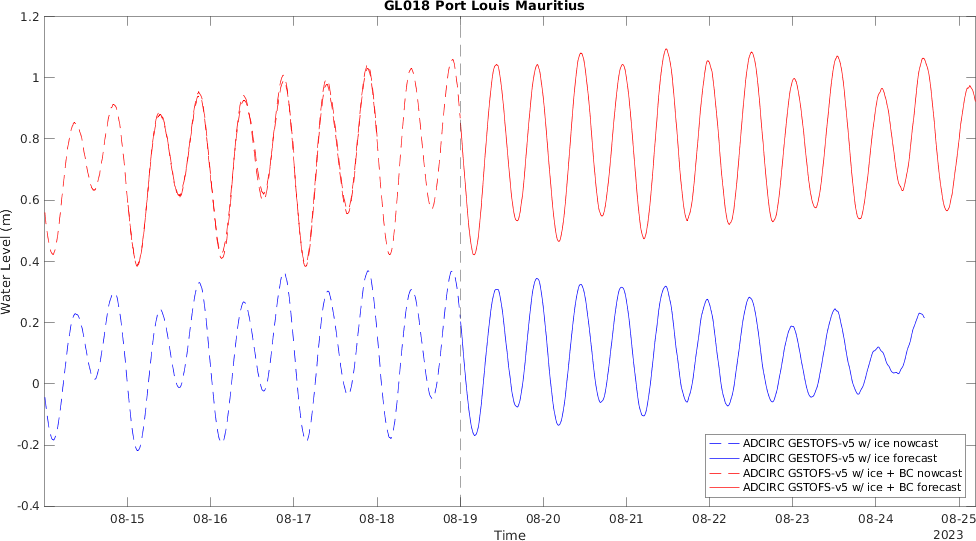 GL018 Port Louis Mauritius
1.2
1
0.8
0.6
0.4
0.2
0
-0.2
-0.4
Water Level (m)
ADCIRC GESTOFS-v5 w/ ice nowcast
ADCIRC GESTOFS-v5 w/ ice forecast
ADCIRC GSTOFS-v5 w/ ice + BC nowcast
ADCIRC GSTOFS-v5 w/ ice + BC forecast
08-15 08-16 08-17 08-18 08-19 08-20 08-21 08-22 08-23 08-24 08-25
Time
2023